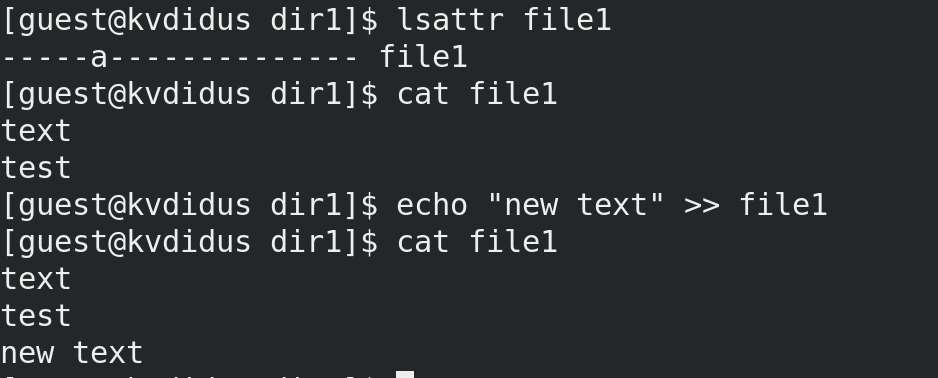 [guest@kvdidus dir1]$ lsattr file1
-----a-------------- file1
[guest@kvdidus dir1]$ cat file1
text
test
[guest@kvdidus dir1]$ echo "new text" >> file1
[guest@kvdidus dir1]$ cat file1
text
test
new text